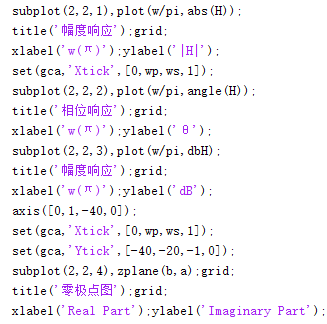 subplot(2,2,1),plot(w/pi,abs(H));
title('幅度响应');grid;
xlabel('w(π)');ylabel('|H|');
set(gca,'Xtick',[0,wp,ws,1]);
subplot(2,2,2),plot(w/pi,angle(H));
title('相位响应');grid;
xlabel('w(π)');ylabel('θ');
subplot(2,2,3),plot(w/pi,dbH);
title('幅度响应');grid;
xlabel('w(π)');ylabel('dB');
axis([0,1,-40,0]);
set(gca,'Xtick',[0,wp,ws,1]);
set(gca,'Ytick',[-40,-20,-1,0]);
subplot(2,2,4),zplane(b,a);grid;
title('零极点图');grid;
xlabel('Real Part');ylabel('Imaginary Part');